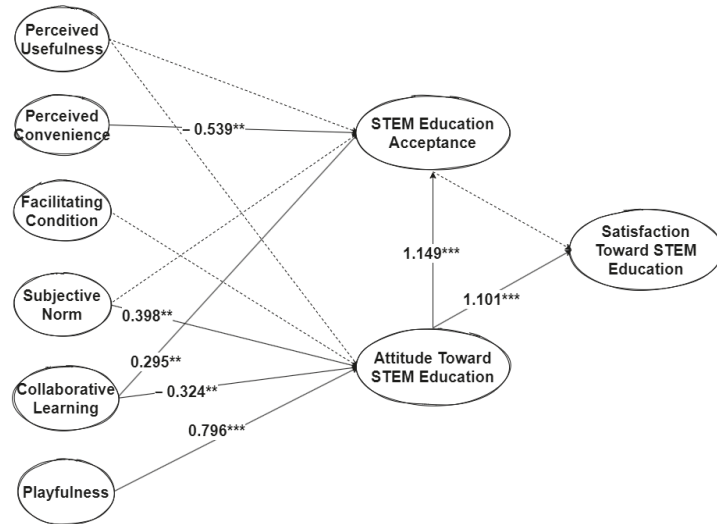 Perceived
Usefulness
Perceived
Convenience
− 0.539**
STEM Education
Acceptance
Facilitating
Condition
Satisfaction
Toward STEM
Education
1.149***
Subjective
Norm
1.101***
0.398**
0.295**
Attitude Toward
STEM Education
Collaborative
Learning
− 0.324**
0.796***
Playfulness